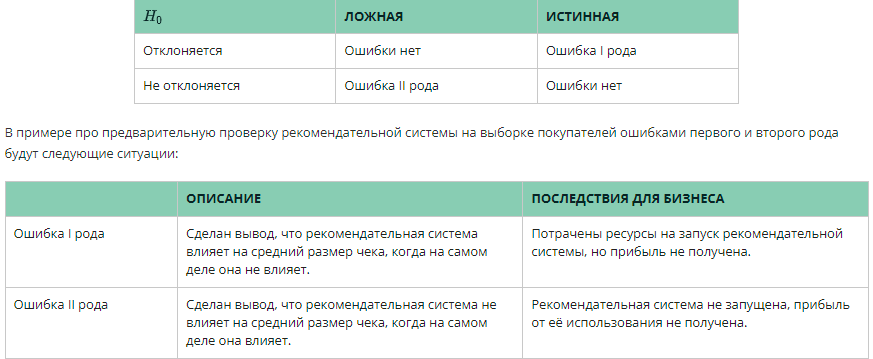 H₀ ЛОЖНАЯ ИСТИННАЯ
Отклоняется Ошибки нет Ошибка I рода
Не отклоняется Ошибка II рода Ошибки нет
В примере про предварительную проверку рекомендательной системы на выборке покупателей ошибками первого и второго рода
будут следующие ситуации:
ОПИСАНИЕ ПОСЛЕДСТВИЯ ДЛЯ БИЗНЕСА
Ошибка I рода
Сделан вывод, что рекомендательная система
влияет на средний размер чека, когда на самом
деле она не влияет.
Потрачены ресурсы на запуск рекомендательной
системы, но прибыль не получена.
Ошибка II рода
Сделан вывод, что рекомендательная система не
влияет на средний размер чека, когда на самом
деле она влияет.
Рекомендательная система не запущена, прибыль
от её использования не получена.